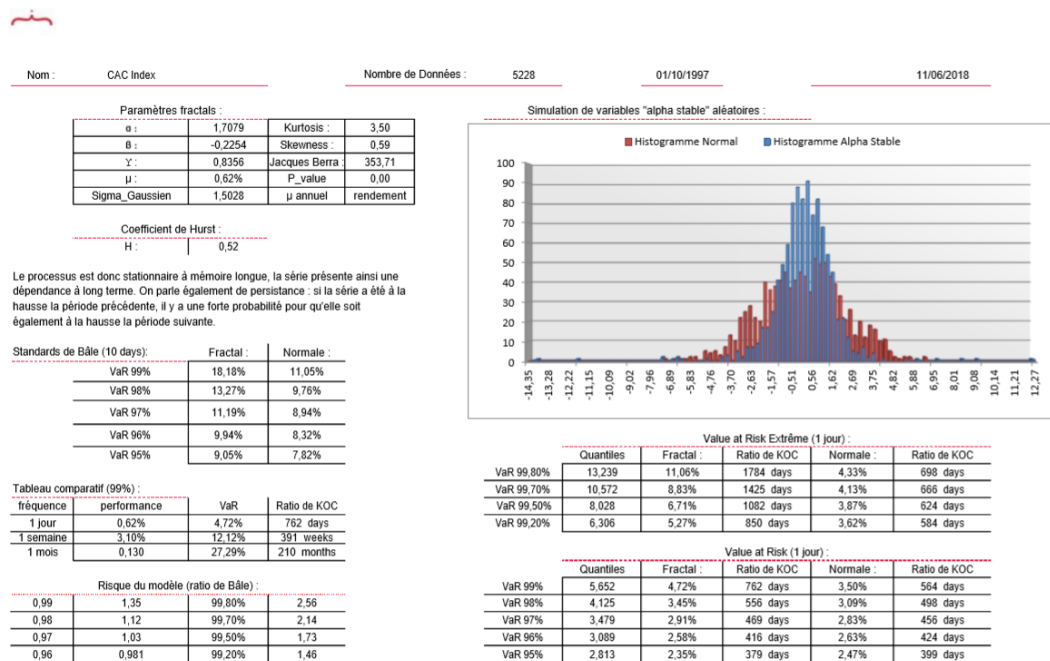 Nom : CAC Index Nombre de Données : 5228 01/10/1997 11/06/2018
Paramètres fractals :
α : 1,7079 Kurtosis : 3,50
ß : -0,2254 Skewness : 0,59
ϒ : 0,8356 Jacques Berra : 353,71
µ : 0,62% P_value 0,00
Sigma_Gaussien 1,5028 µ annuel rendement
Coefficient de Hurst :
H : 0,52
Le processus est donc stationnaire à mémoire longue, la série présente ainsi une
dépendance à long terme. On parle également de persistance : si la série a été à la
hausse la période précédente, il y a une forte probabilité pour qu'elle soit
également à la hausse la période suivante.
Standards de Bâle (10 days): Fractal : Normale :
VaR 99% 18,18% 11,05%
VaR 98% 13,27% 9,76%
VaR 97% 11,19% 8,94%
VaR 96% 9,94% 8,32%
VaR 95% 9,05% 7,82%
Tableau comparatif (99%) :
fréquence performance VaR Ratio de KOC
1 jour 0,62% 4,72% 762 days
1 semaine 3,10% 12,12% 391 weeks
1 mois 0,130 27,29% 210 months
Risque du modèle (ratio de Bâle) :
0,99 1,35 99,80% 2,56
0,98 1,12 99,70% 2,14
0,97 1,03 99,50% 1,73
0,96 0,981 99,20% 1,46
Simulation de variables "alpha stable" aléatoires :
Histogramme Normal Histogramme Alpha Stable
100
90
80
70
60
50
40
30
20
10
0
-14,35 -13,28 -12,22 -11,15 -10,09 -9,02 -7,96 -6,89 -5,83 -4,76 -3,70 -2,63 -1,57 -0,51 0,56 1,62 2,69 3,75 4,82 5,88 6,95 8,01 9,08 10,14 11,21 12,27
Value at Risk Extrême (1 jour) :
Quantiles Fractal : Ratio de KOC Normale : Ratio de KOC
VaR 99,80% 13,239 11,06% 1784 days 4,33% 698 days
VaR 99,70% 10,572 8,83% 1425 days 4,13% 666 days
VaR 99,50% 8,028 6,71% 1082 days 3,87% 624 days
VaR 99,20% 6,306 5,27% 850 days 3,62% 584 days
Value at Risk (1 jour) :
Quantiles Fractal : Ratio de KOC Normale : Ratio de KOC
VaR 99% 5,652 4,72% 762 days 3,50% 564 days
VaR 98% 4,125 3,45% 556 days 3,09% 498 days
VaR 97% 3,479 2,91% 469 days 2,83% 456 days
VaR 96% 3,089 2,58% 416 days 2,63% 424 days
VaR 95% 2,813 2,35% 379 days 2,47% 399 days